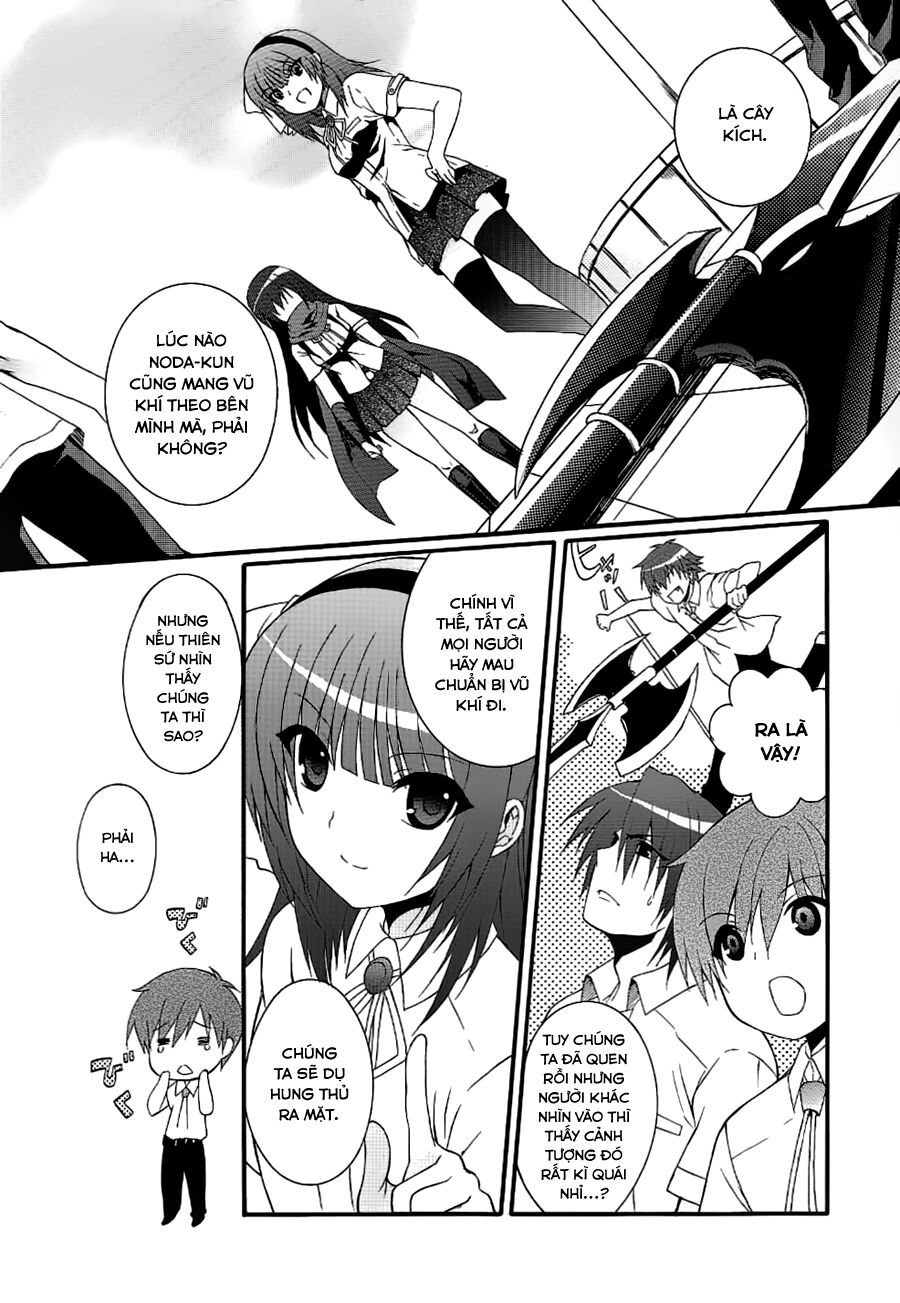 LÀ CÂY
KÍCH.
LÚC NÀO
NODA-KUN
CŨNG MANG VŨ
KHÍ THEO BÊN
MÌNH MÀ, PHẢI
KHÔNG?
ビュッ
RA LÀ
VẬY!
TUY CHÚNG
TA ĐÃ QUEN
RỒI NHƯNG
NGƯỜI KHÁC
NHÌN VÀO THÌ
THẤY CẢNH
TƯỢNG ĐÓ
RẤT KÌ QUÁI
NHỈ...?
CHÍNH VÌ
THẾ, TẤT CẢ
MỌI NGƯỜI
HÃY MAU
CHUẨN BỊ VŨ
KHÍ ĐI.
CHÚNG
TA SẼ DỤ
HUNG THỦ
RA MẶT.
NHƯNG
NẾU THIÊN
SỨ NHÌN
THẤY
CHÚNG
TA THÌ
SAO?
PHẢI
HA...